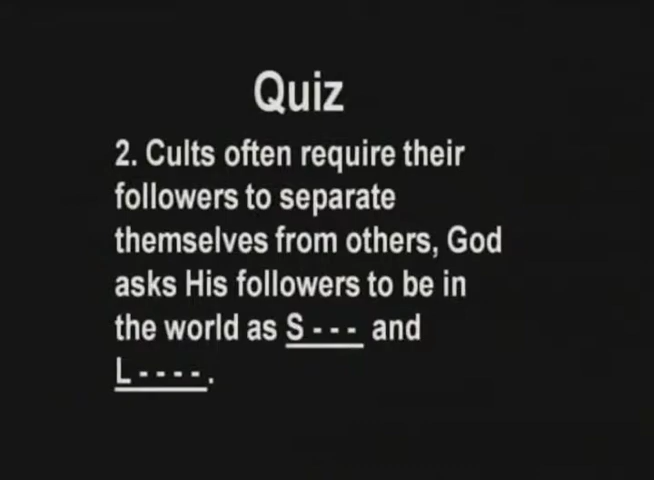 Quiz
2. Cults often require their
followers to separate
themselves from others, God
asks His followers to be in
the world as S - - - and
L - - - -.